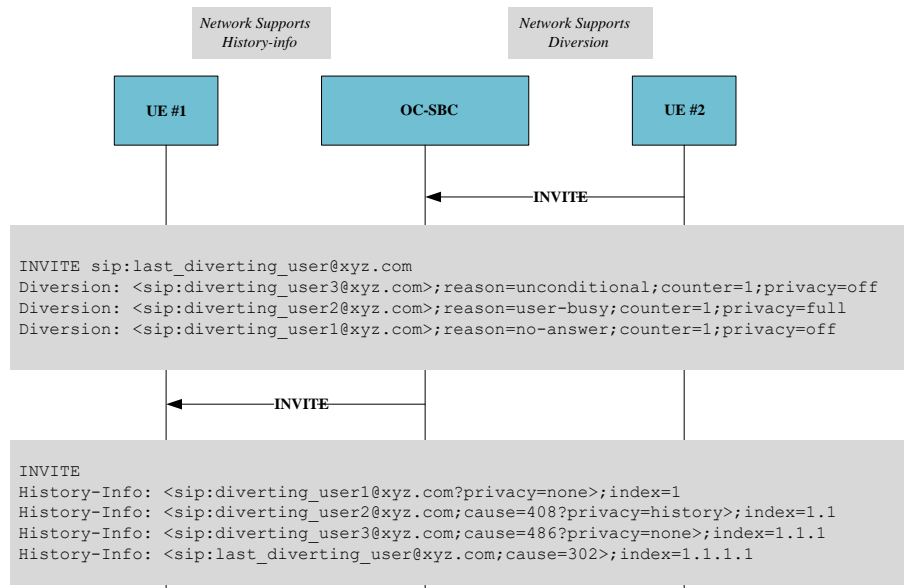 Network Supports
History-info
Network Supports
Diversion
UE #1
OC-SBC
UE #2
INVITE
INVITE sip:last_diverting_user@xyz.com
Diversion: <sip:diverting_user3@xyz.com>;reason=unconditional;counter=1;privacy=off
Diversion: <sip:diverting_user2@xyz.com>;reason=user-busy;counter=1;privacy=full
Diversion: <sip:diverting_user1@xyz.com>;reason=no-answer;counter=1;privacy=off
INVITE
INVITE
History-Info: <sip:diverting_user1@xyz.com?privacy=none>;index=1
History-Info: <sip:diverting_user2@xyz.com;cause=408?privacy=history>;index=1.1
History-Info: <sip:diverting_user3@xyz.com;cause=486?privacy=none>;index=1.1.1
History-Info: <sip:last_diverting_user@xyz.com;cause=302>;index=1.1.1.1